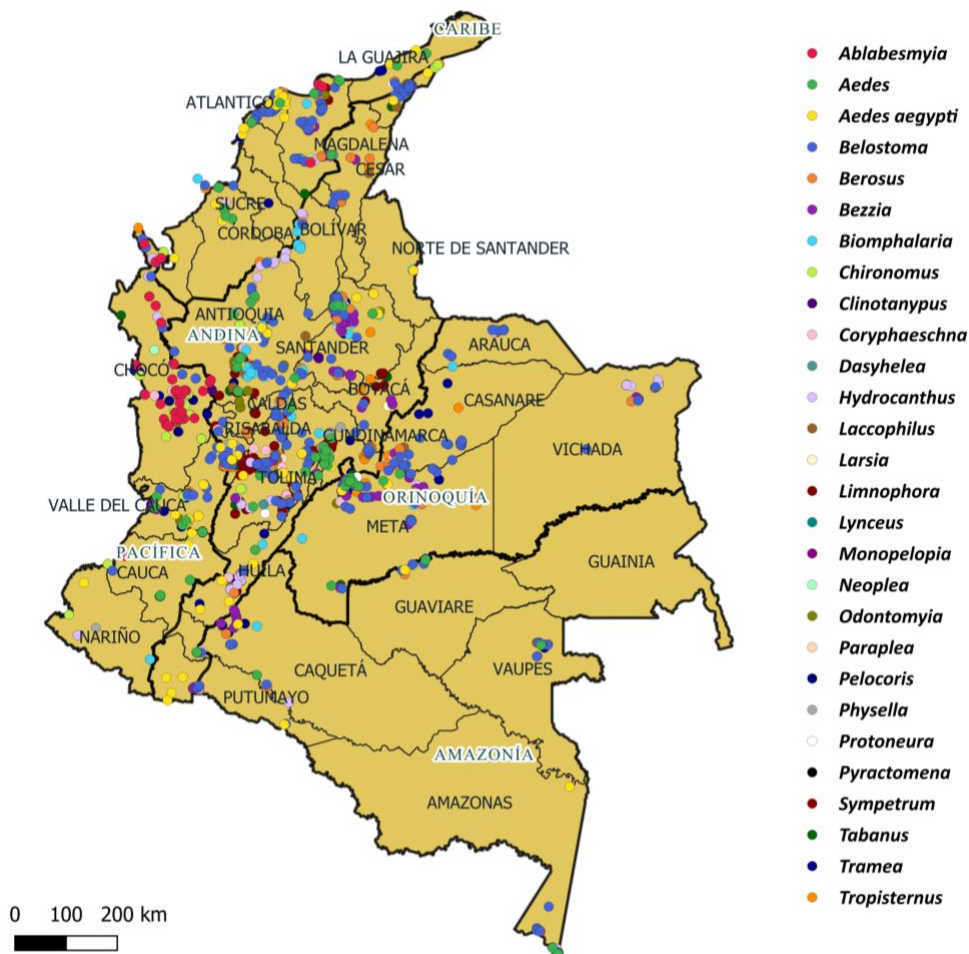 CARIBE
LA GUAJIRA
ATLANTICO
MAGDALENA
CESAR
SUCRE
CORDOBA
BOLÍVAR
NORTE DE SANTANDER
ANTIOQUIA
ANDINA
SANTANDER
ARAUCA
CHOCÓ
BOYACÁ
CASANARE
CALDAS
RISARALDA
CUNDINAMARCA
VICHADA
TOLIMA
ORINOQUÍA
VALLE DEL CAUCA
META
PACÍFICA
GUAINIA
CAUCA
HUILA
GUAVIARE
NARIÑO
CAQUETÁ
VAUPES
PUTUMAYO
AMAZONÍA
AMAZONAS
0 100 200 km
Ablabesmyia
Aedes
Aedes aegypti
Belostoma
Berosus
Bezzia
Biomphalaria
Chironomus
Clinotanypus
Coryphaeschna
Dasyhelea
Hydrocanthus
Laccophilus
Larsia
Limnophora
Lynceus
Monopelopia
Neoplea
Odontomyia
Paraplea
Pelocoris
Physella
Protoneura
Pyractomena
Sympetrum
Tabanus
Tramea
Tropisternus